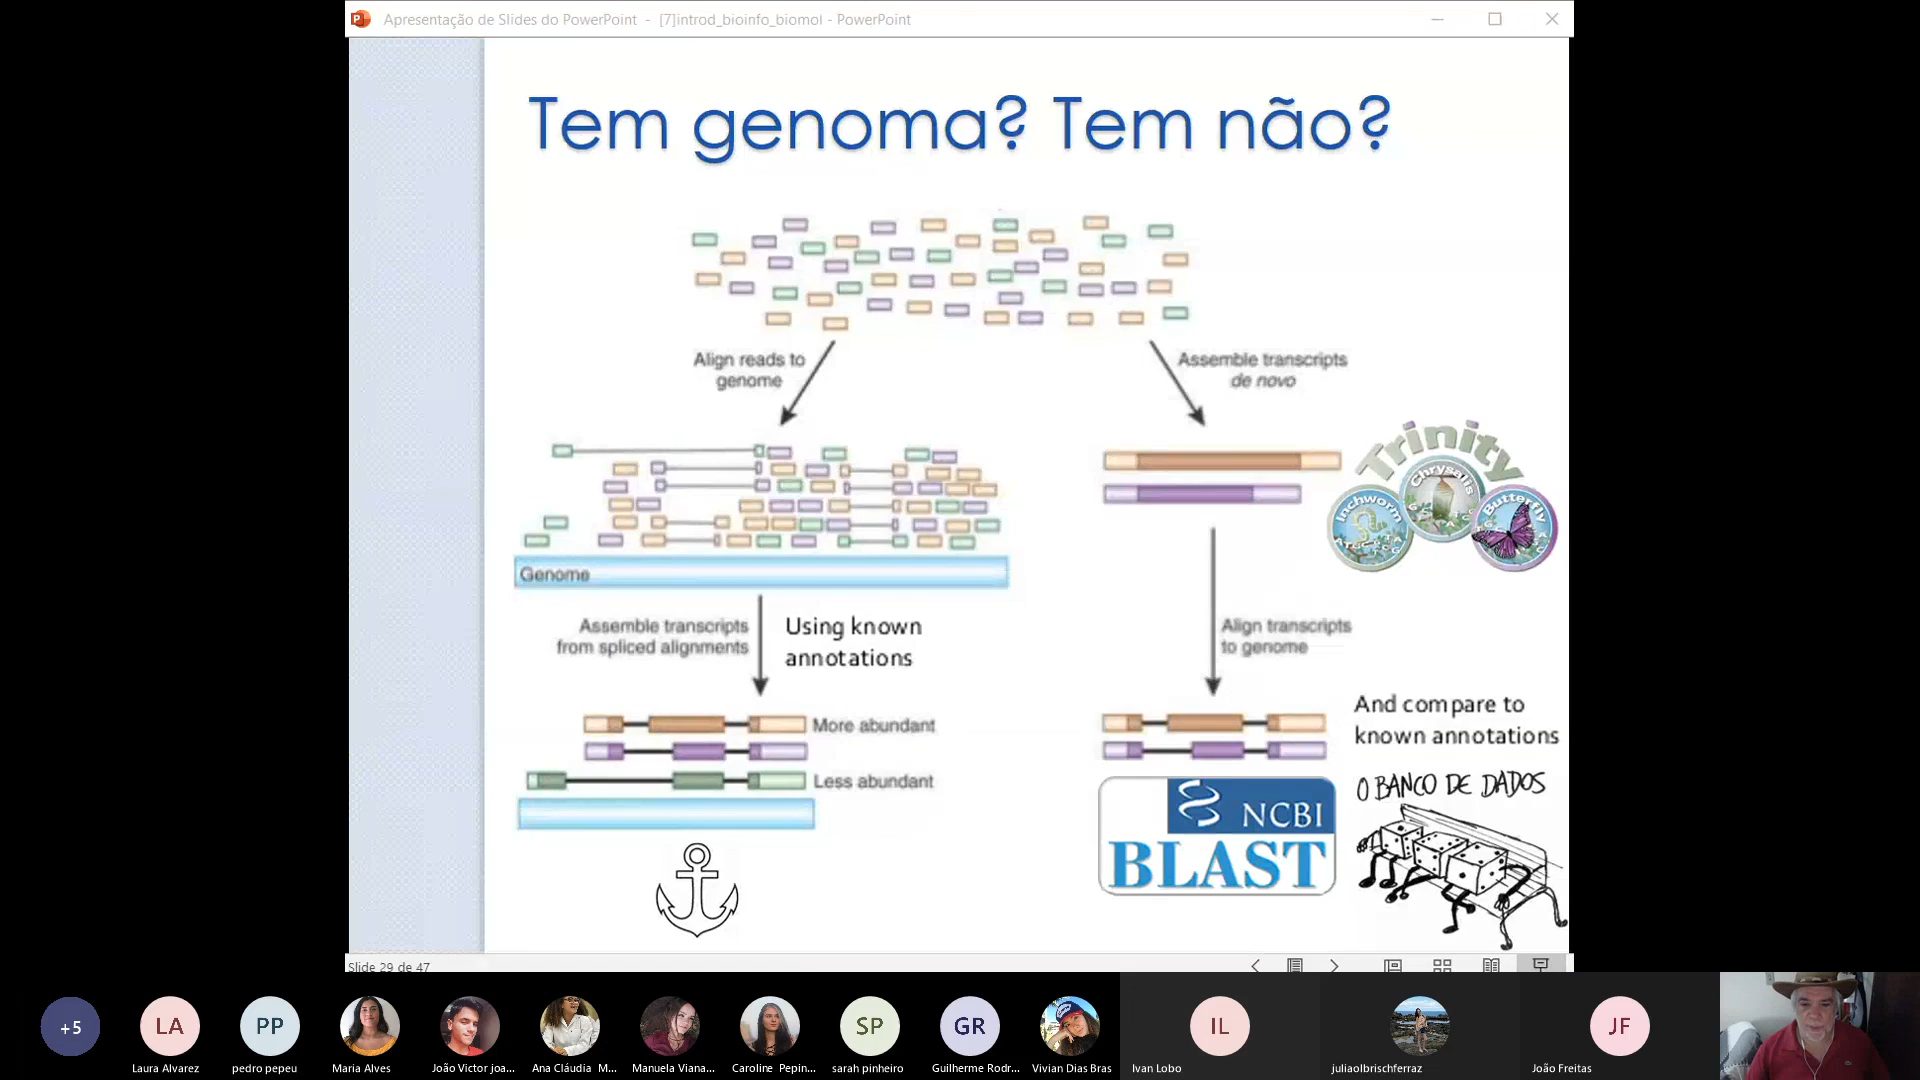 Apresentação de Slides do PowerPoint - [7]introd_bioinfo_biomol - PowerPoint
Tem genoma? Tem não?
Align reads to
genome
Assemble transcripts
de novo
Trinity
Inchworm
Chrysalis
Butterfly
Genome
Assemble transcripts
from spliced alignments
Using known
annotations
Align transcripts
to genome
More abundant
Less abundant
And compare to
known annotations
NCBI
BLAST
O BANCO DE DADOS
Slide 29 de 47
+5
LA
PP
SP
GR
IL
JF
Laura Alvarez
pedro pepeu
Maria Alves
João Victor joa...
Ana Cláudia M...
Manuela Viana...
Caroline Pepin...
sarah pinheiro
Guilherme Rodr...
Vivian Dias Bras
Ivan Lobo
juliaolbrischferraz
João Freitas